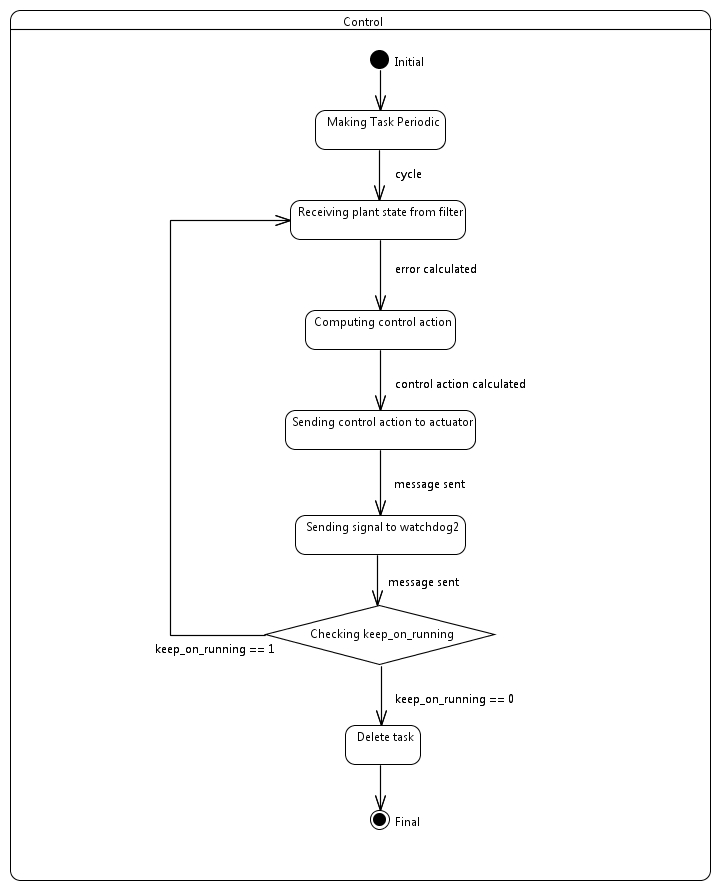 Control
Initial
Making Task Periodic
cycle
Receiving plant state from filter
error calculated
Computing control action
control action calculated
Sending control action to actuator
message sent
Sending signal to watchdog2
message sent
Checking keep_on_running
keep_on_running == 1
keep_on_running == 0
Delete task
Final